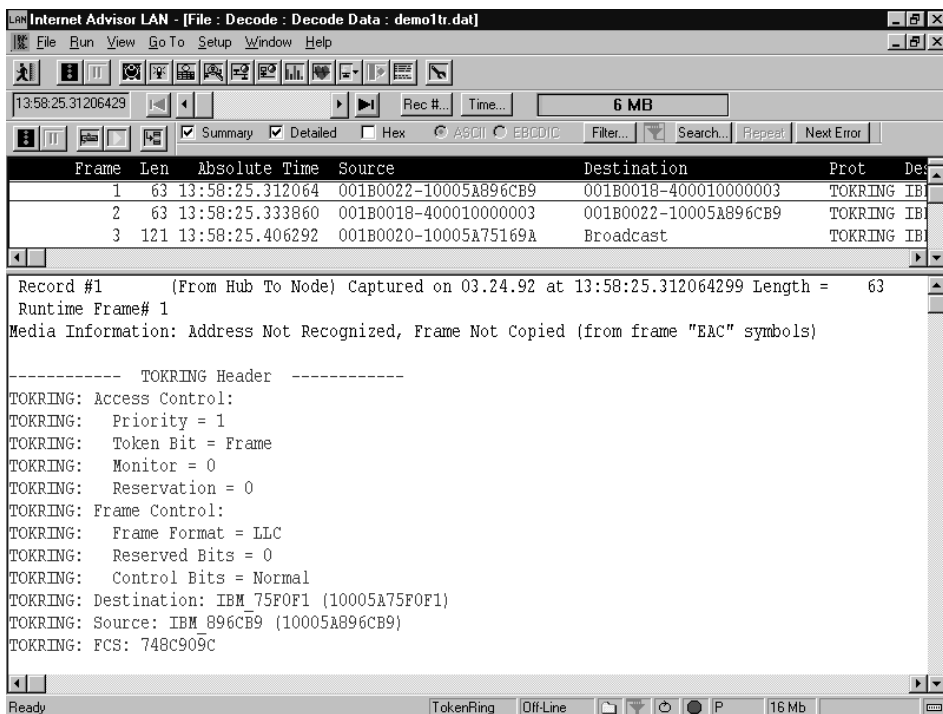 LAN Internet Advisor LAN - [File : Decode : Decode Data : demo1tr.dat]
File Run View Go To Setup Window Help
13:58:25.31206429 Rec #... Time... 6 MB
Summary Detailed Hex ASCII EBCDIC Filter... Search... Repeat Next Error
Frame Len Absolute Time Source Destination Prot Des
1 63 13:58:25.312064 001B0022-10005A896CB9 001B0018-400010000003 TOKRING IBM
2 63 13:58:25.333860 001B0018-400010000003 001B0022-10005A896CB9 TOKRING IBM
3 121 13:58:25.406292 001B0020-10005A75169A Broadcast TOKRING IBM
Record #1 (From Hub To Node) Captured on 03.24.92 at 13:58:25.312064299 Length = 63
Runtime Frame# 1
Media Information: Address Not Recognized, Frame Not Copied (from frame "EAC" symbols)
------------ TOKRING Header ------------
TOKRING: Access Control:
TOKRING: Priority = 1
TOKRING: Token Bit = Frame
TOKRING: Monitor = 0
TOKRING: Reservation = 0
TOKRING: Frame Control:
TOKRING: Frame Format = LLC
TOKRING: Reserved Bits = 0
TOKRING: Control Bits = Normal
TOKRING: Destination: IBM_75F0F1 (10005A75F0F1)
TOKRING: Source: IBM_896CB9 (10005A896CB9)
TOKRING: FCS: 748C909C
Ready TokenRing Off-Line P 16 Mb